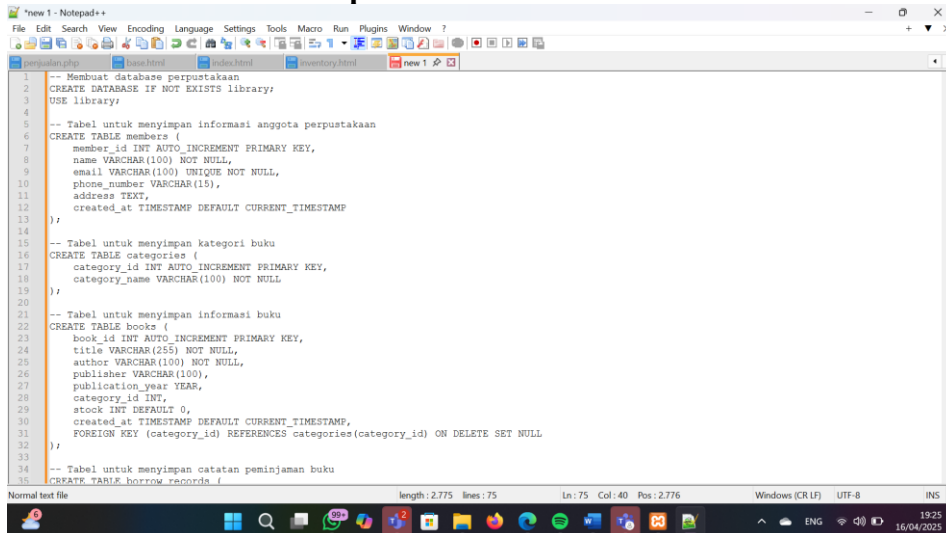 *new 1 - Notepad++
File Edit Search View Encoding Language Settings Tools Macro Run Plugins Window ?
penjualan.php base.html index.html inventory.html new 1
1 -- Membuat database perpustakaan
2 CREATE DATABASE IF NOT EXISTS library;
3 USE library;
4
5 -- Tabel untuk menyimpan informasi anggota perpustakaan
6 CREATE TABLE members (
7 member_id INT AUTO_INCREMENT PRIMARY KEY,
8 name VARCHAR(100) NOT NULL,
9 email VARCHAR(100) UNIQUE NOT NULL,
10 phone_number VARCHAR(15),
11 address TEXT,
12 created_at TIMESTAMP DEFAULT CURRENT_TIMESTAMP
13 );
14
15 -- Tabel untuk menyimpan kategori buku
16 CREATE TABLE categories (
17 category_id INT AUTO_INCREMENT PRIMARY KEY,
18 category_name VARCHAR(100) NOT NULL
19 );
20
21 -- Tabel untuk menyimpan informasi buku
22 CREATE TABLE books (
23 book_id INT AUTO_INCREMENT PRIMARY KEY,
24 title VARCHAR(255) NOT NULL,
25 author VARCHAR(100) NOT NULL,
26 publisher VARCHAR(100),
27 publication_year YEAR,
28 category_id INT,
29 stock INT DEFAULT 0,
30 created_at TIMESTAMP DEFAULT CURRENT_TIMESTAMP,
31 FOREIGN KEY (category_id) REFERENCES categories(category_id) ON DELETE SET NULL
32 );
33
34 -- Tabel untuk menyimpan catatan peminjaman buku
35 CREATE TABLE borrow_records (
Normal text file length : 2.775 lines : 75 Ln : 75 Col : 40 Pos : 2.776 Windows (CR LF) UTF-8 INS
6 99+ 2 ENG 19:25
16/04/2025